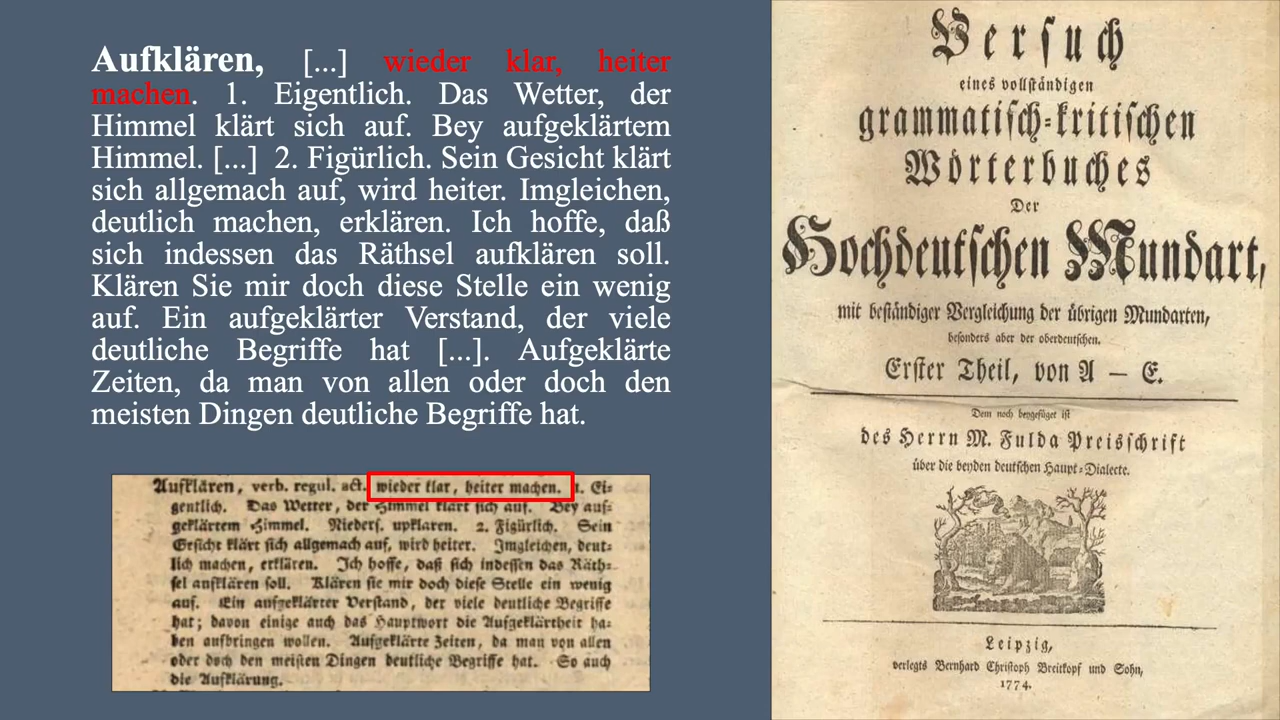 Aufklären, [...] wieder klar, heiter
machen. 1. Eigentlich. Das Wetter, der
Himmel klärt sich auf. Bey aufgeklärtem
Himmel. [...] 2. Figürlich. Sein Gesicht klärt
sich allgemach auf, wird heiter. Imgleichen,
deutlich machen, erklären. Ich hoffe, daß
sich indessen das Räthsel aufklären soll.
Klären Sie mir doch diese Stelle ein wenig
auf. Ein aufgeklärter Verstand, der viele
deutliche Begriffe hat [...]. Aufgeklärte
Zeiten, da man von allen oder doch den
meisten Dingen deutliche Begriffe hat.
Aufklären, verb. regul. act. wieder klar, heiter machen. 1. Ei⸗
gentlich. Das Wetter, der Himmel klärt sich auf. Bey auf⸗
geklärtem Himmel. Nieders. upklaren. 2. Figürlich. Sein
Gesicht klärt sich allgemach auf, wird heiter. Imgleichen, deut⸗
lich machen, erklären. Ich hoffe, daß sich indessen das Räth⸗
sel aufklären soll. Klären sie mir doch diese Stelle ein wenig
auf. Ein aufgeklärter Verstand, der viele deutliche Begriffe
hat; davon einige auch das Hauptwort die Aufgeklärtheit ha⸗
ben aufbringen wollen. Aufgeklärte Zeiten, da man von allen
oder doch den meisten Dingen deutliche Begriffe hat. So auch
die Aufklärung.
Versuch
eines vollständigen
grammatisch⸗kritischen
Wörterbuches
Der
Hochdeutschen Mundart,
mit beständiger Vergleichung der übrigen Mundarten,
besonders aber der oberdeutschen.
Erster Theil, von A — E.
Dem noch beygefüget ist
des Herrn M. Fulda Preisschrift
über die beyden deutschen Haupt⸗Dialecte.
Leipzig,
verlegts Bernhard Christoph Breitkopf und Sohn,
1774.